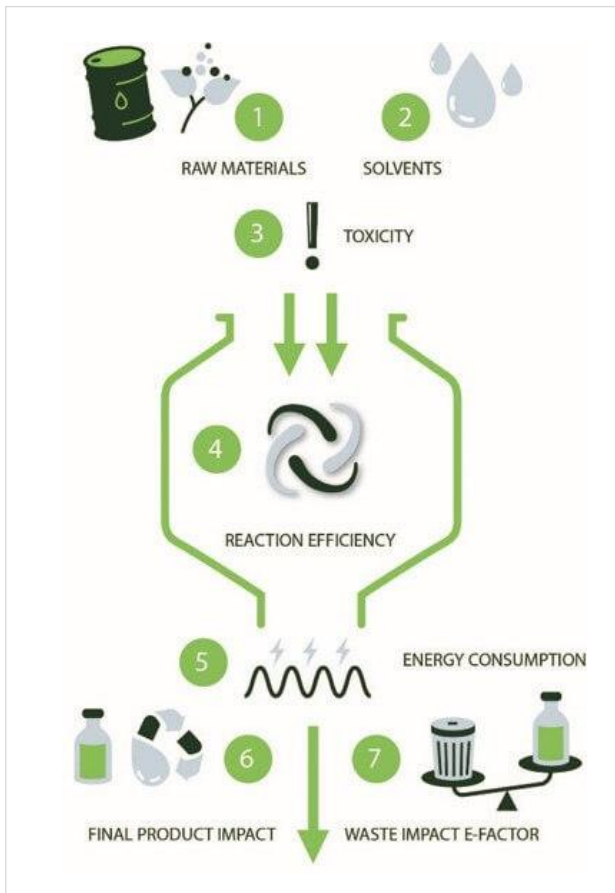 1
2
RAW MATERIALS
SOLVENTS
3
TOXICITY
4
REACTION EFFICIENCY
5
ENERGY CONSUMPTION
6
7
FINAL PRODUCT IMPACT
WASTE IMPACT E-FACTOR